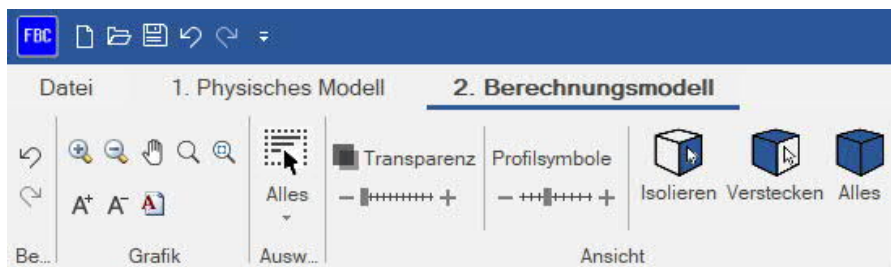 FBC
Datei 1. Physisches Modell 2. Berechnungsmodell
Transparenz Profilsymbole
Alles Isolieren Verstecken Alles
A+ A- A
Be... Grafik Ausw... Ansicht